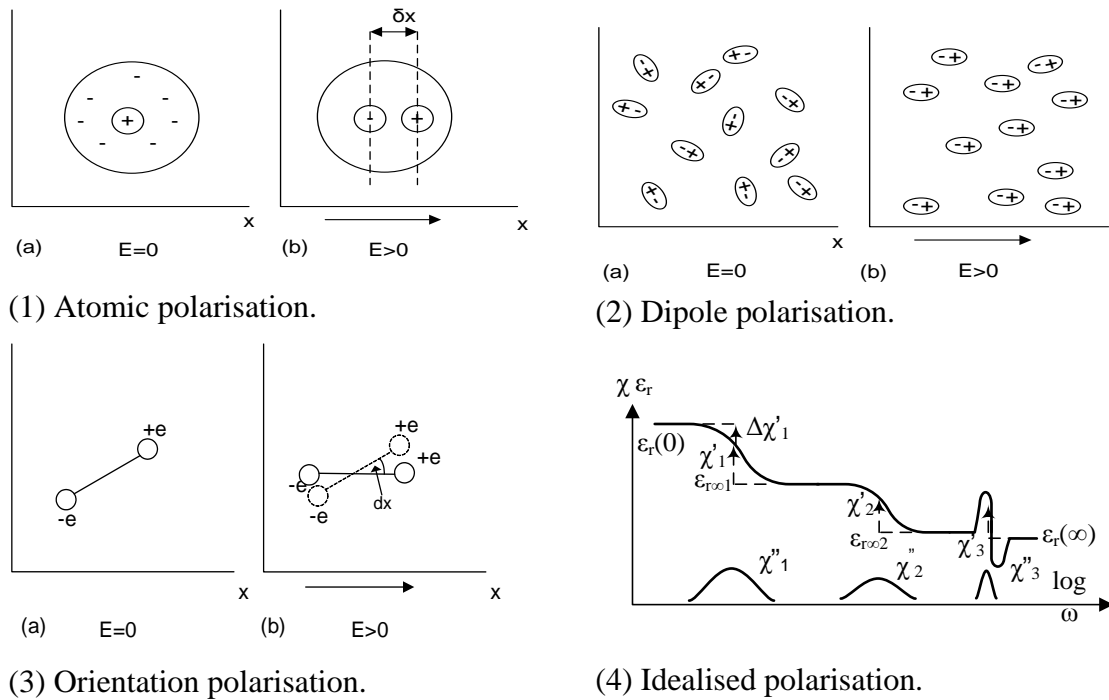 δx
- - - - - - +
- +
x
x
(a) E=0 (b) E>0
(1) Atomic polarisation.
- + + - - + + - - + + - - + + - + - - + + - - +
- + - + - + - + - + - + - + - + - + - +
x
(a) E=0 (b) E>0
(2) Dipole polarisation.
+e
-e
+e
+e
-e
-e
dx
x
x
(a) E=0 (b) E>0
(3) Orientation polarisation.
χ εr
εr(0)
Δχ'1
χ'1
εr∞1
χ'2
εr∞2
χ'3
εr(∞)
χ"1
χ"2
χ"3
log
ω
(4) Idealised polarisation.